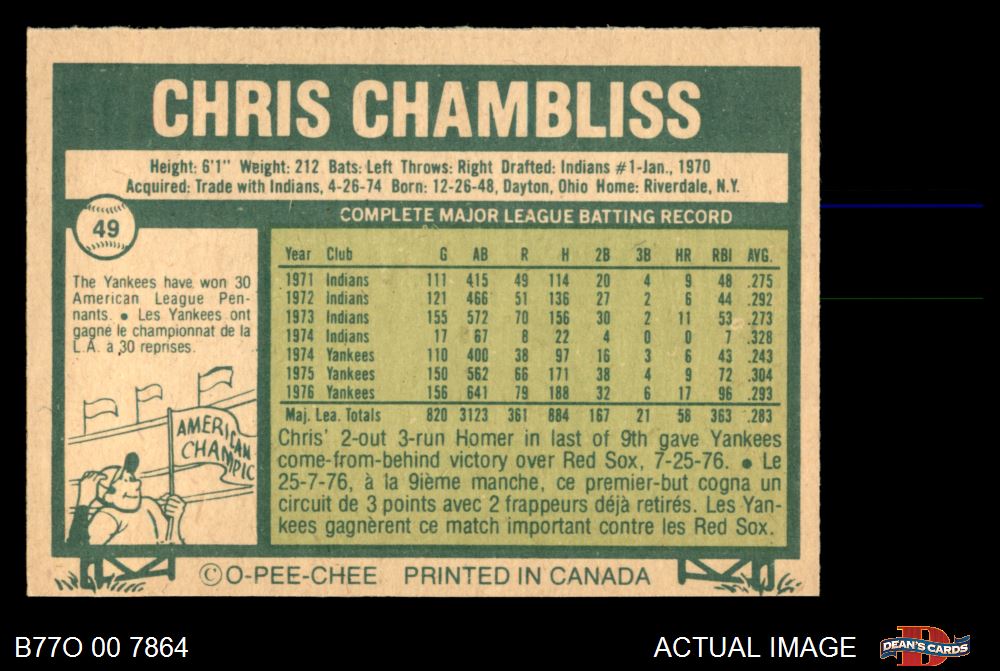 CHRIS CHAMBLISS
Height: 6'1" Weight: 212 Bats: Left Throws: Right Drafted: Indians #1-Jan., 1970
Acquired: Trade with Indians, 4-26-74 Born: 12-26-48, Dayton, Ohio Home: Riverdale, N.Y.
49
The Yankees have won 30
American League Pen-
nants. • Les Yankees ont
gagné le championnat de la
L.A. à 30 reprises.
AMERICAN
CHAMPIC
COMPLETE MAJOR LEAGUE BATTING RECORD
Year Club G AB R H 2B 3B HR RBI AVG.
1971 Indians 111 415 49 114 20 4 9 48 .275
1972 Indians 121 466 51 136 27 2 6 44 .292
1973 Indians 155 572 70 156 30 2 11 53 .273
1974 Indians 17 67 8 22 4 0 0 7 .328
1974 Yankees 110 400 38 97 16 3 6 43 .243
1975 Yankees 150 562 66 171 38 4 9 72 .304
1976 Yankees 156 641 79 188 32 6 17 96 .293
Maj. Lea. Totals 820 3123 361 884 167 21 58 363 .283
Chris' 2-out 3-run Homer in last of 9th gave Yankees
come-from-behind victory over Red Sox, 7-25-76. • Le
25-7-76, à la 9ième manche, ce premier-but cogna un
circuit de 3 points avec 2 frappeurs déjà retirés. Les Yan-
kees gagnèrent ce match important contre les Red Sox.
©O-PEE-CHEE PRINTED IN CANADA
B77O 00 7864
ACTUAL IMAGE
DEAN'S CARDS